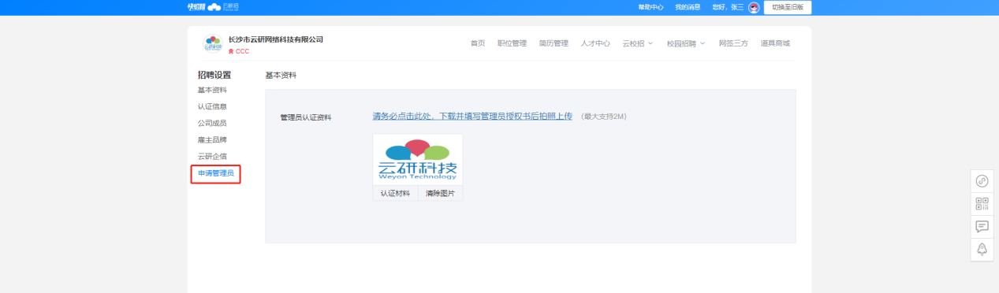 帮助中心 我的消息 您好，张三 切换至旧版
长沙市云研网络科技有限公司
CCC
首页 职位管理 简历管理 人才中心 云校招 校园招聘 网签三方 道具商城
招聘设置
基本资料
基本资料
认证信息
公司成员
雇主品牌
云研企信
申请管理员
管理员认证资料
请务必点击此处，下载并填写管理员授权书后拍照上传 （最大支持2M）
云研科技
Weyon Technology
认证材料 清除图片